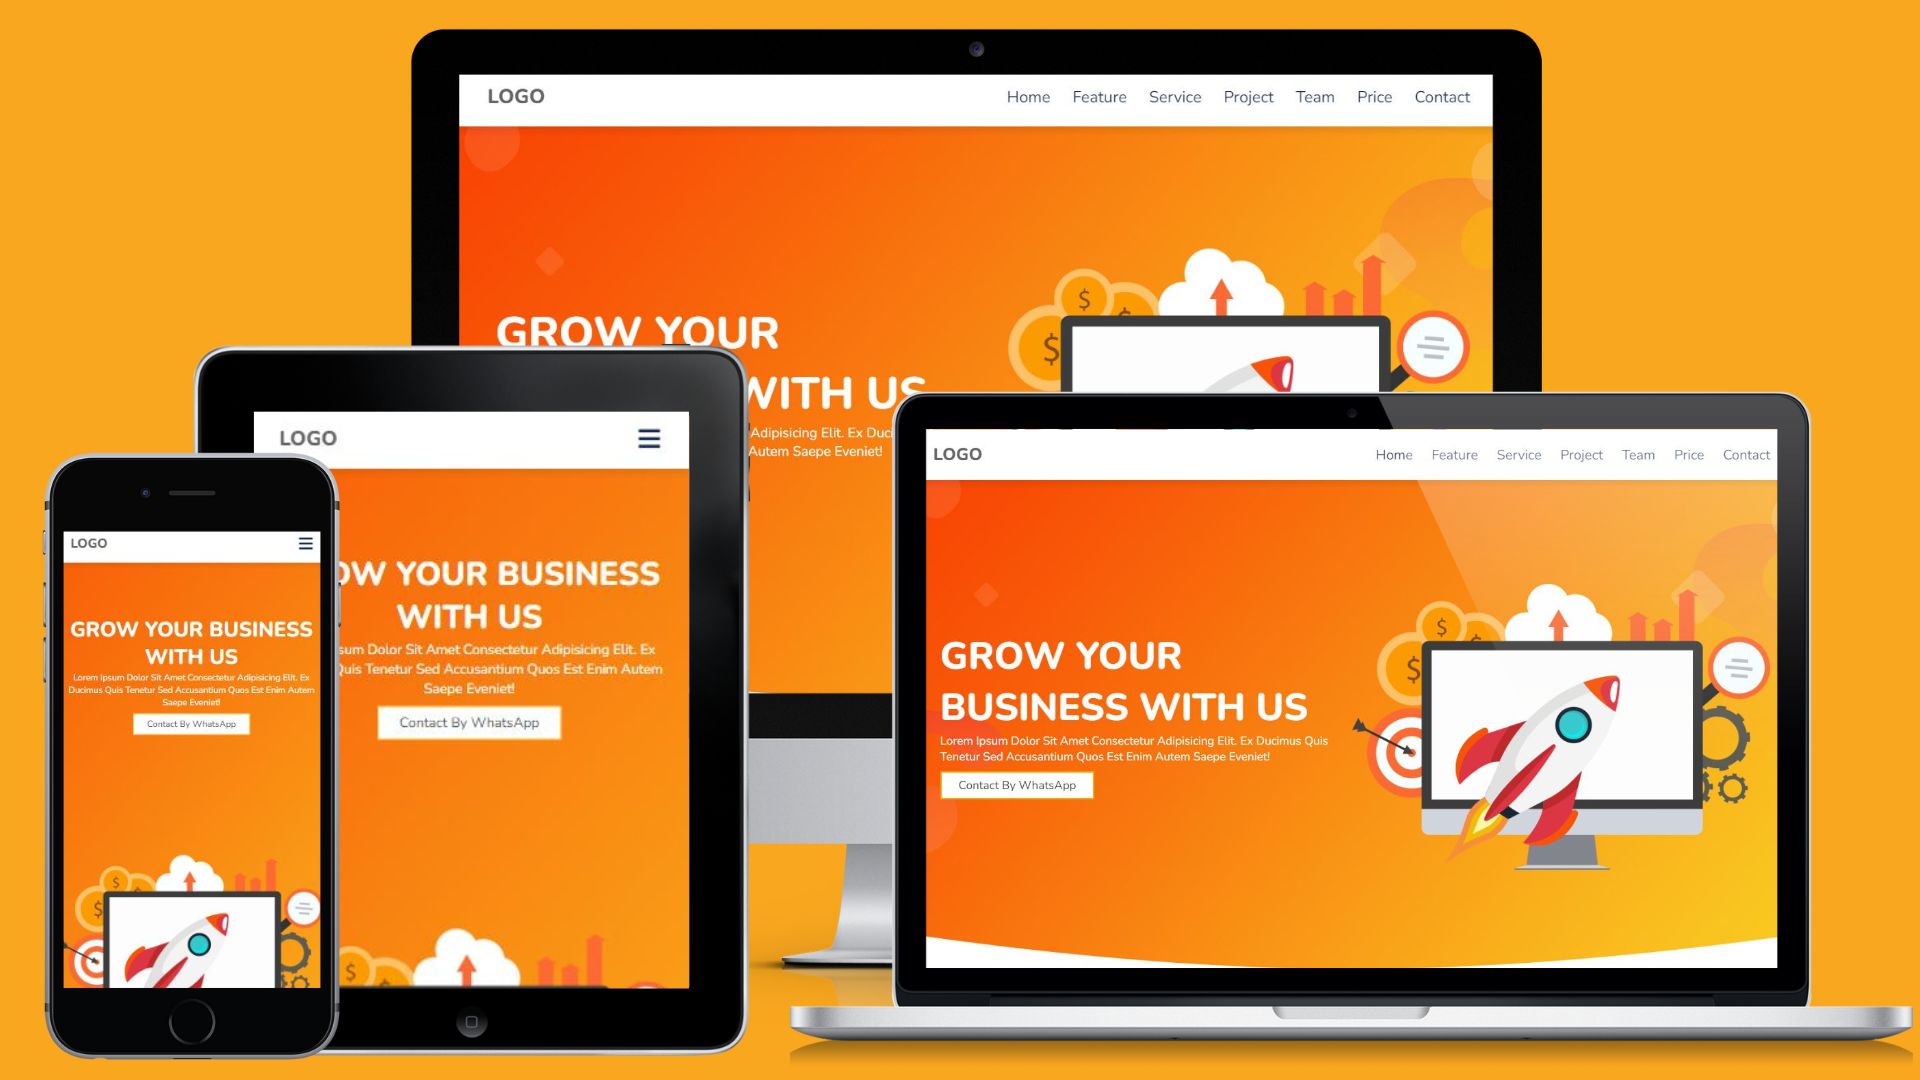 LOGO
Home Feature Service Project Team Price Contact
GROW YOUR
WITH US
Adipisicing Elit. Ex
Autem Saepe Eveniet!
$
$
LOGO
YOUR BUSINESS
WITH US
Dolor Sit Amet Consectetur Adipisicing Elit. Ex
Tenetur Sed Accusantium Quos Est Enim Autem
Saepe Eveniet!
Contact By WhatsApp
$
LOGO
GROW YOUR BUSINESS
WITH US
Lorem Ipsum Dolor Sit Amet Consectetur Adipisicing Elit. Ex
Ducimus Quis Tenetur Sed Accusantium Quos Est Enim Autem
Saepe Eveniet!
Contact By WhatsApp
$
$
LOGO
Home Feature Service Project Team Price Contact
GROW YOUR
BUSINESS WITH US
Lorem Ipsum Dolor Sit Amet Consectetur Adipisicing Elit. Ex Ducimus Quis
Tenetur Sed Accusantium Quos Est Enim Autem Saepe Eveniet!
Contact By WhatsApp
$
$